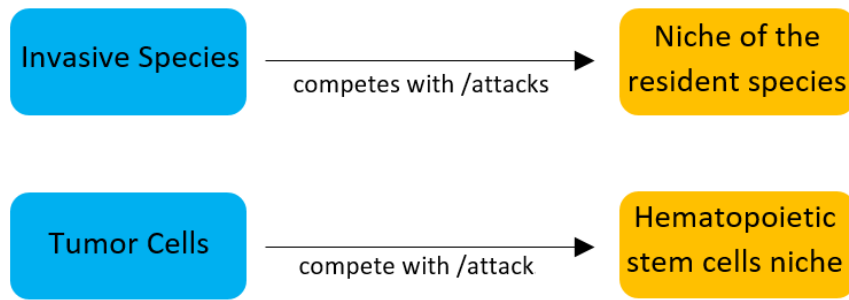 Invasive Species
competes with /attacks
Niche of the
resident species
Tumor Cells
compete with /attack
Hematopoietic
stem cells niche